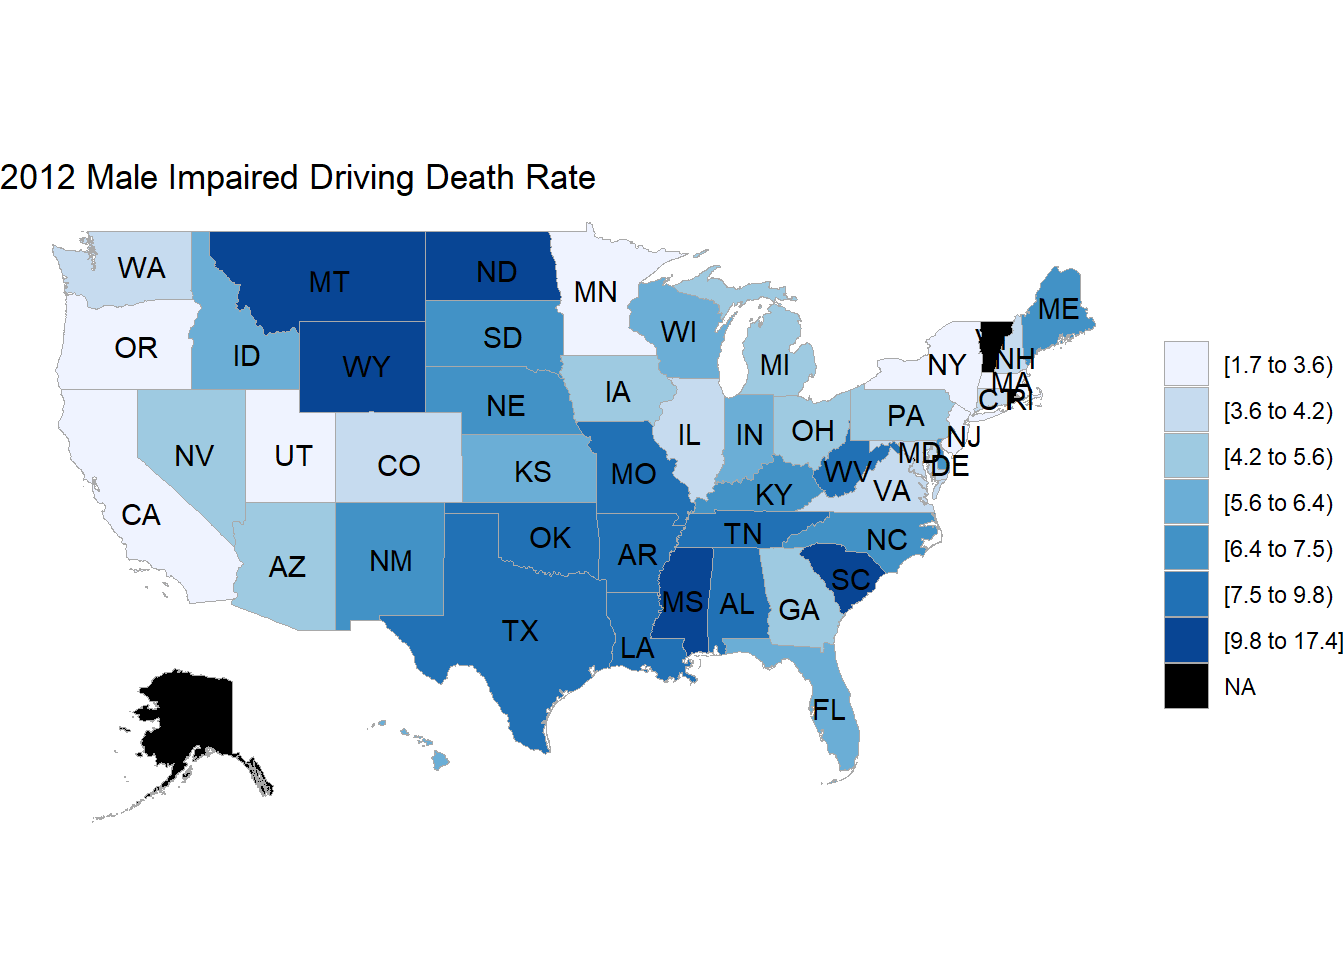 2012 Male Impaired Driving Death Rate
WA
MT
ND
MN
ME
OR
ID
WY
SD
WI
MI
NY
VT
NH
MA
CT
RI
NV
UT
CO
NE
IA
IL
IN
OH
PA
NJ
MD
DE
CA
KS
MO
KY
WV
VA
AZ
NM
OK
AR
TN
NC
SC
TX
LA
MS
AL
GA
FL
[1.7 to 3.6)
[3.6 to 4.2)
[4.2 to 5.6)
[5.6 to 6.4)
[6.4 to 7.5)
[7.5 to 9.8)
[9.8 to 17.4]
NA